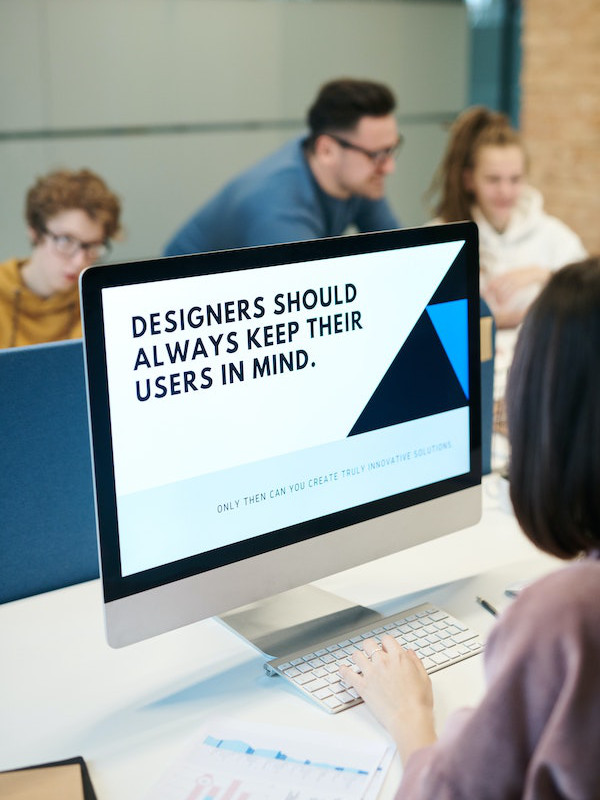 DESIGNERS SHOULD
ALWAYS KEEP THEIR
USERS IN MIND.
ONLY THEN CAN YOU CREATE TRULY INNOVATIVE SOLUTIONS